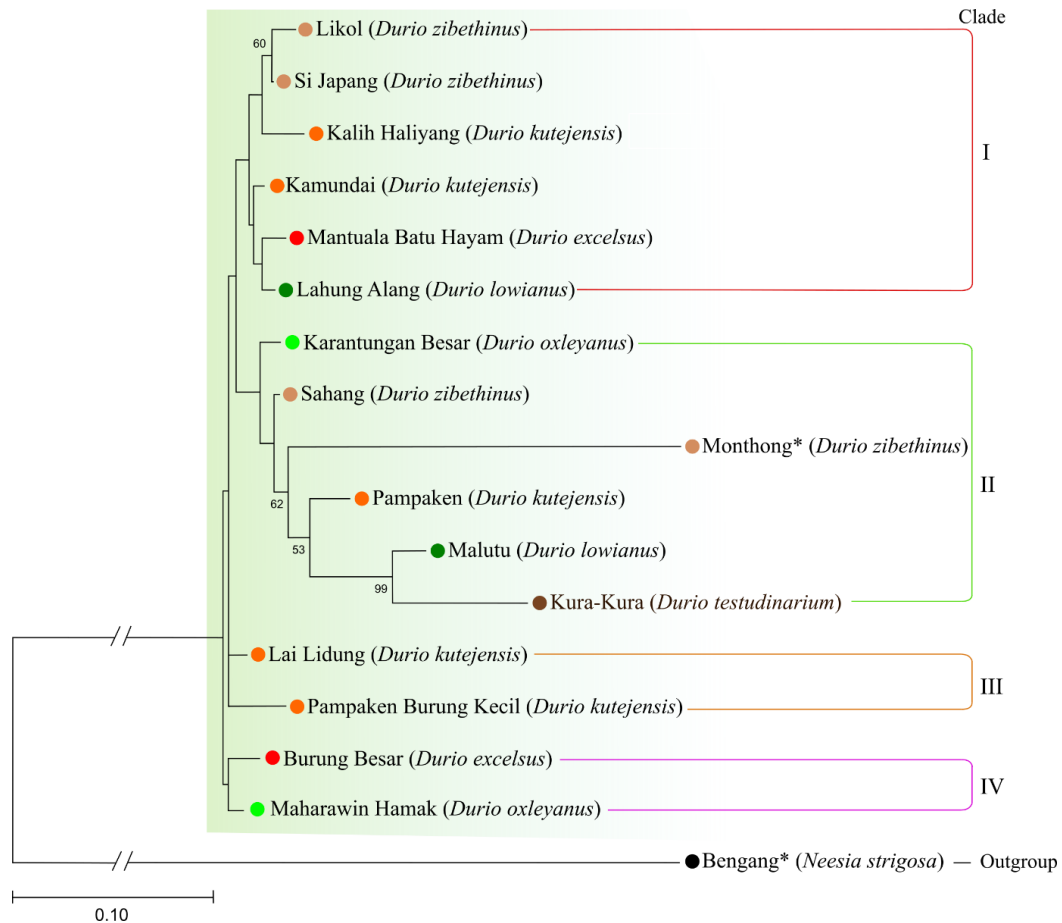 Clade
60
Likol (Durio zibethinus)
Si Japang (Durio zibethinus)
Kalih Haliyang (Durio kutejensis)
I
Kamundai (Durio kutejensis)
Mantuala Batu Hayam (Durio excelsus)
Lahung Alang (Durio lowianus)
Karantungan Besar (Durio oxleyanus)
Sahang (Durio zibethinus)
Monthong* (Durio zibethinus)
II
62
Pampaken (Durio kutejensis)
53
Malutu (Durio lowianus)
99
Kura-Kura (Durio testudinarium)
Lai Lidung (Durio kutejensis)
III
Pampaken Burung Kecil (Durio kutejensis)
Burung Besar (Durio excelsus)
IV
Maharawin Hamak (Durio oxleyanus)
Bengang* (Neesia strigosa) — Outgroup
0.10